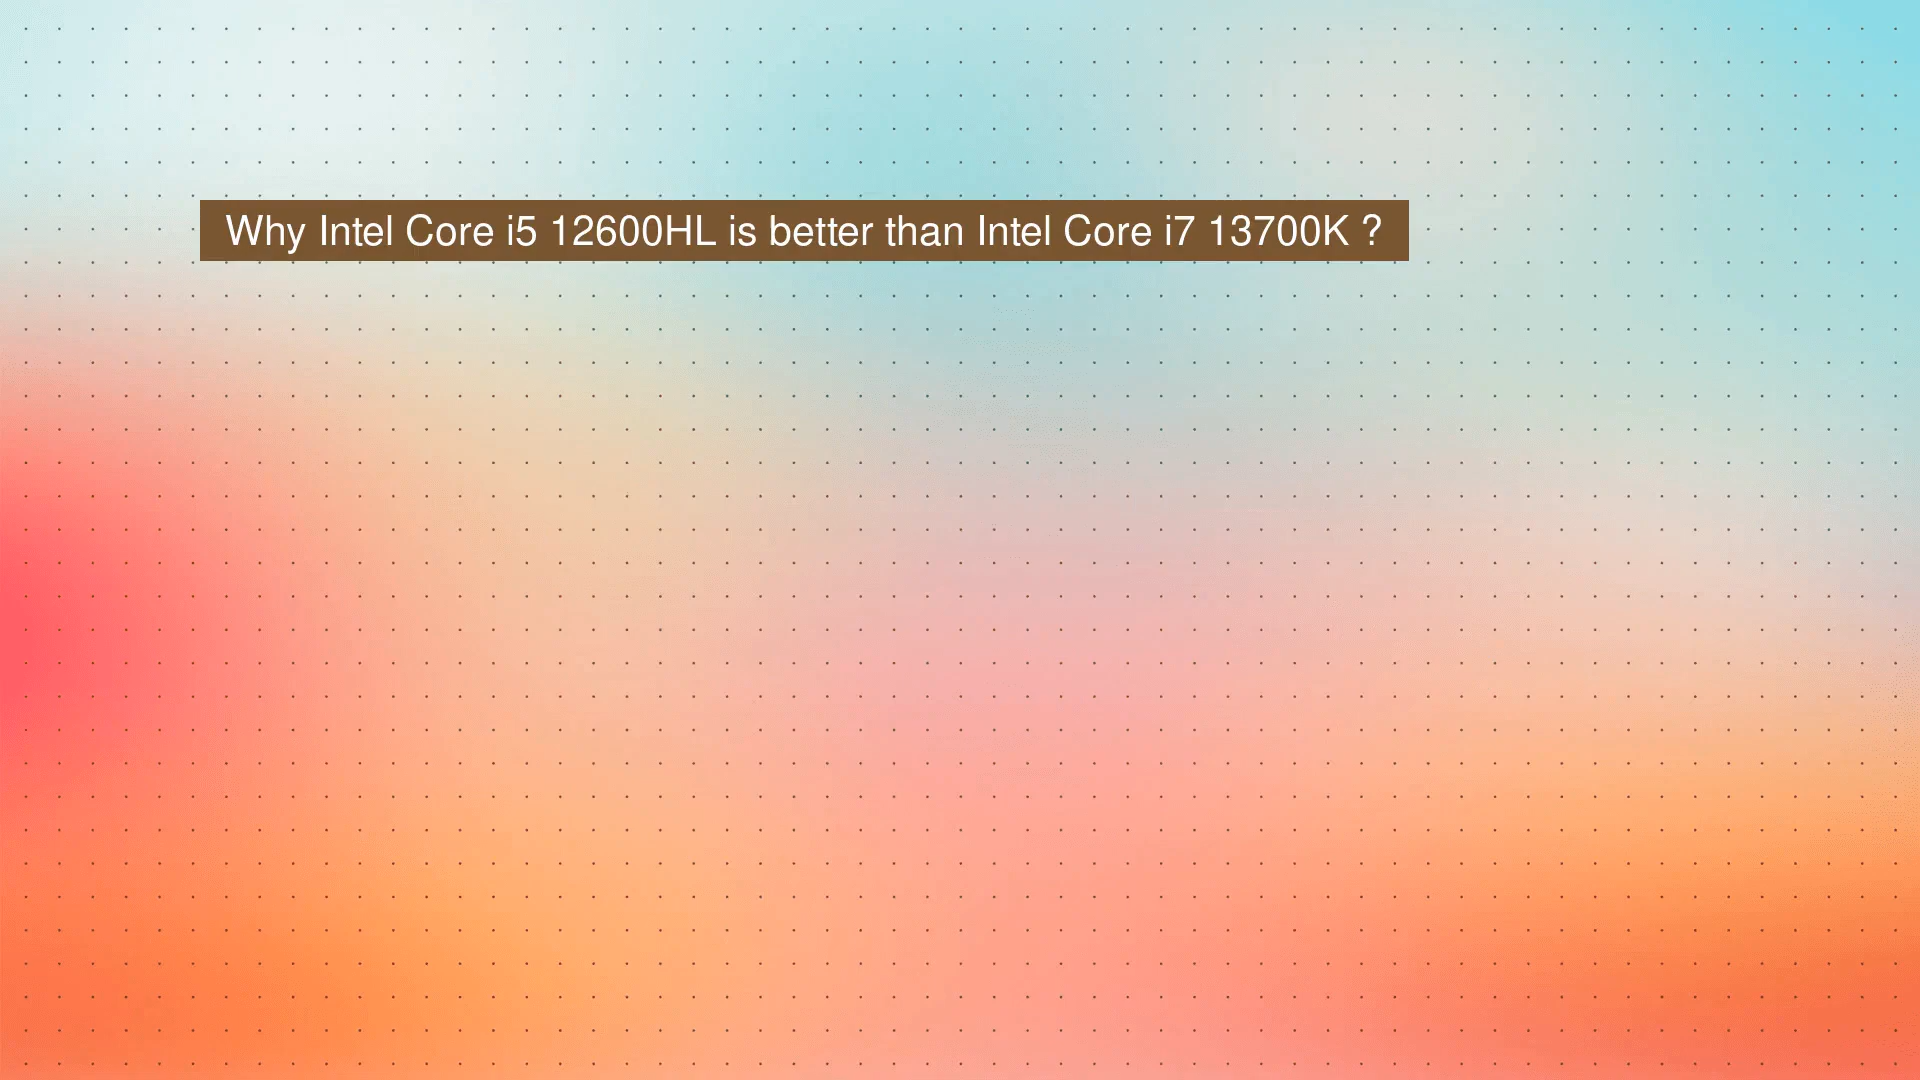 Why Intel Core i5 12600HL is better than Intel Core i7 13700K ?